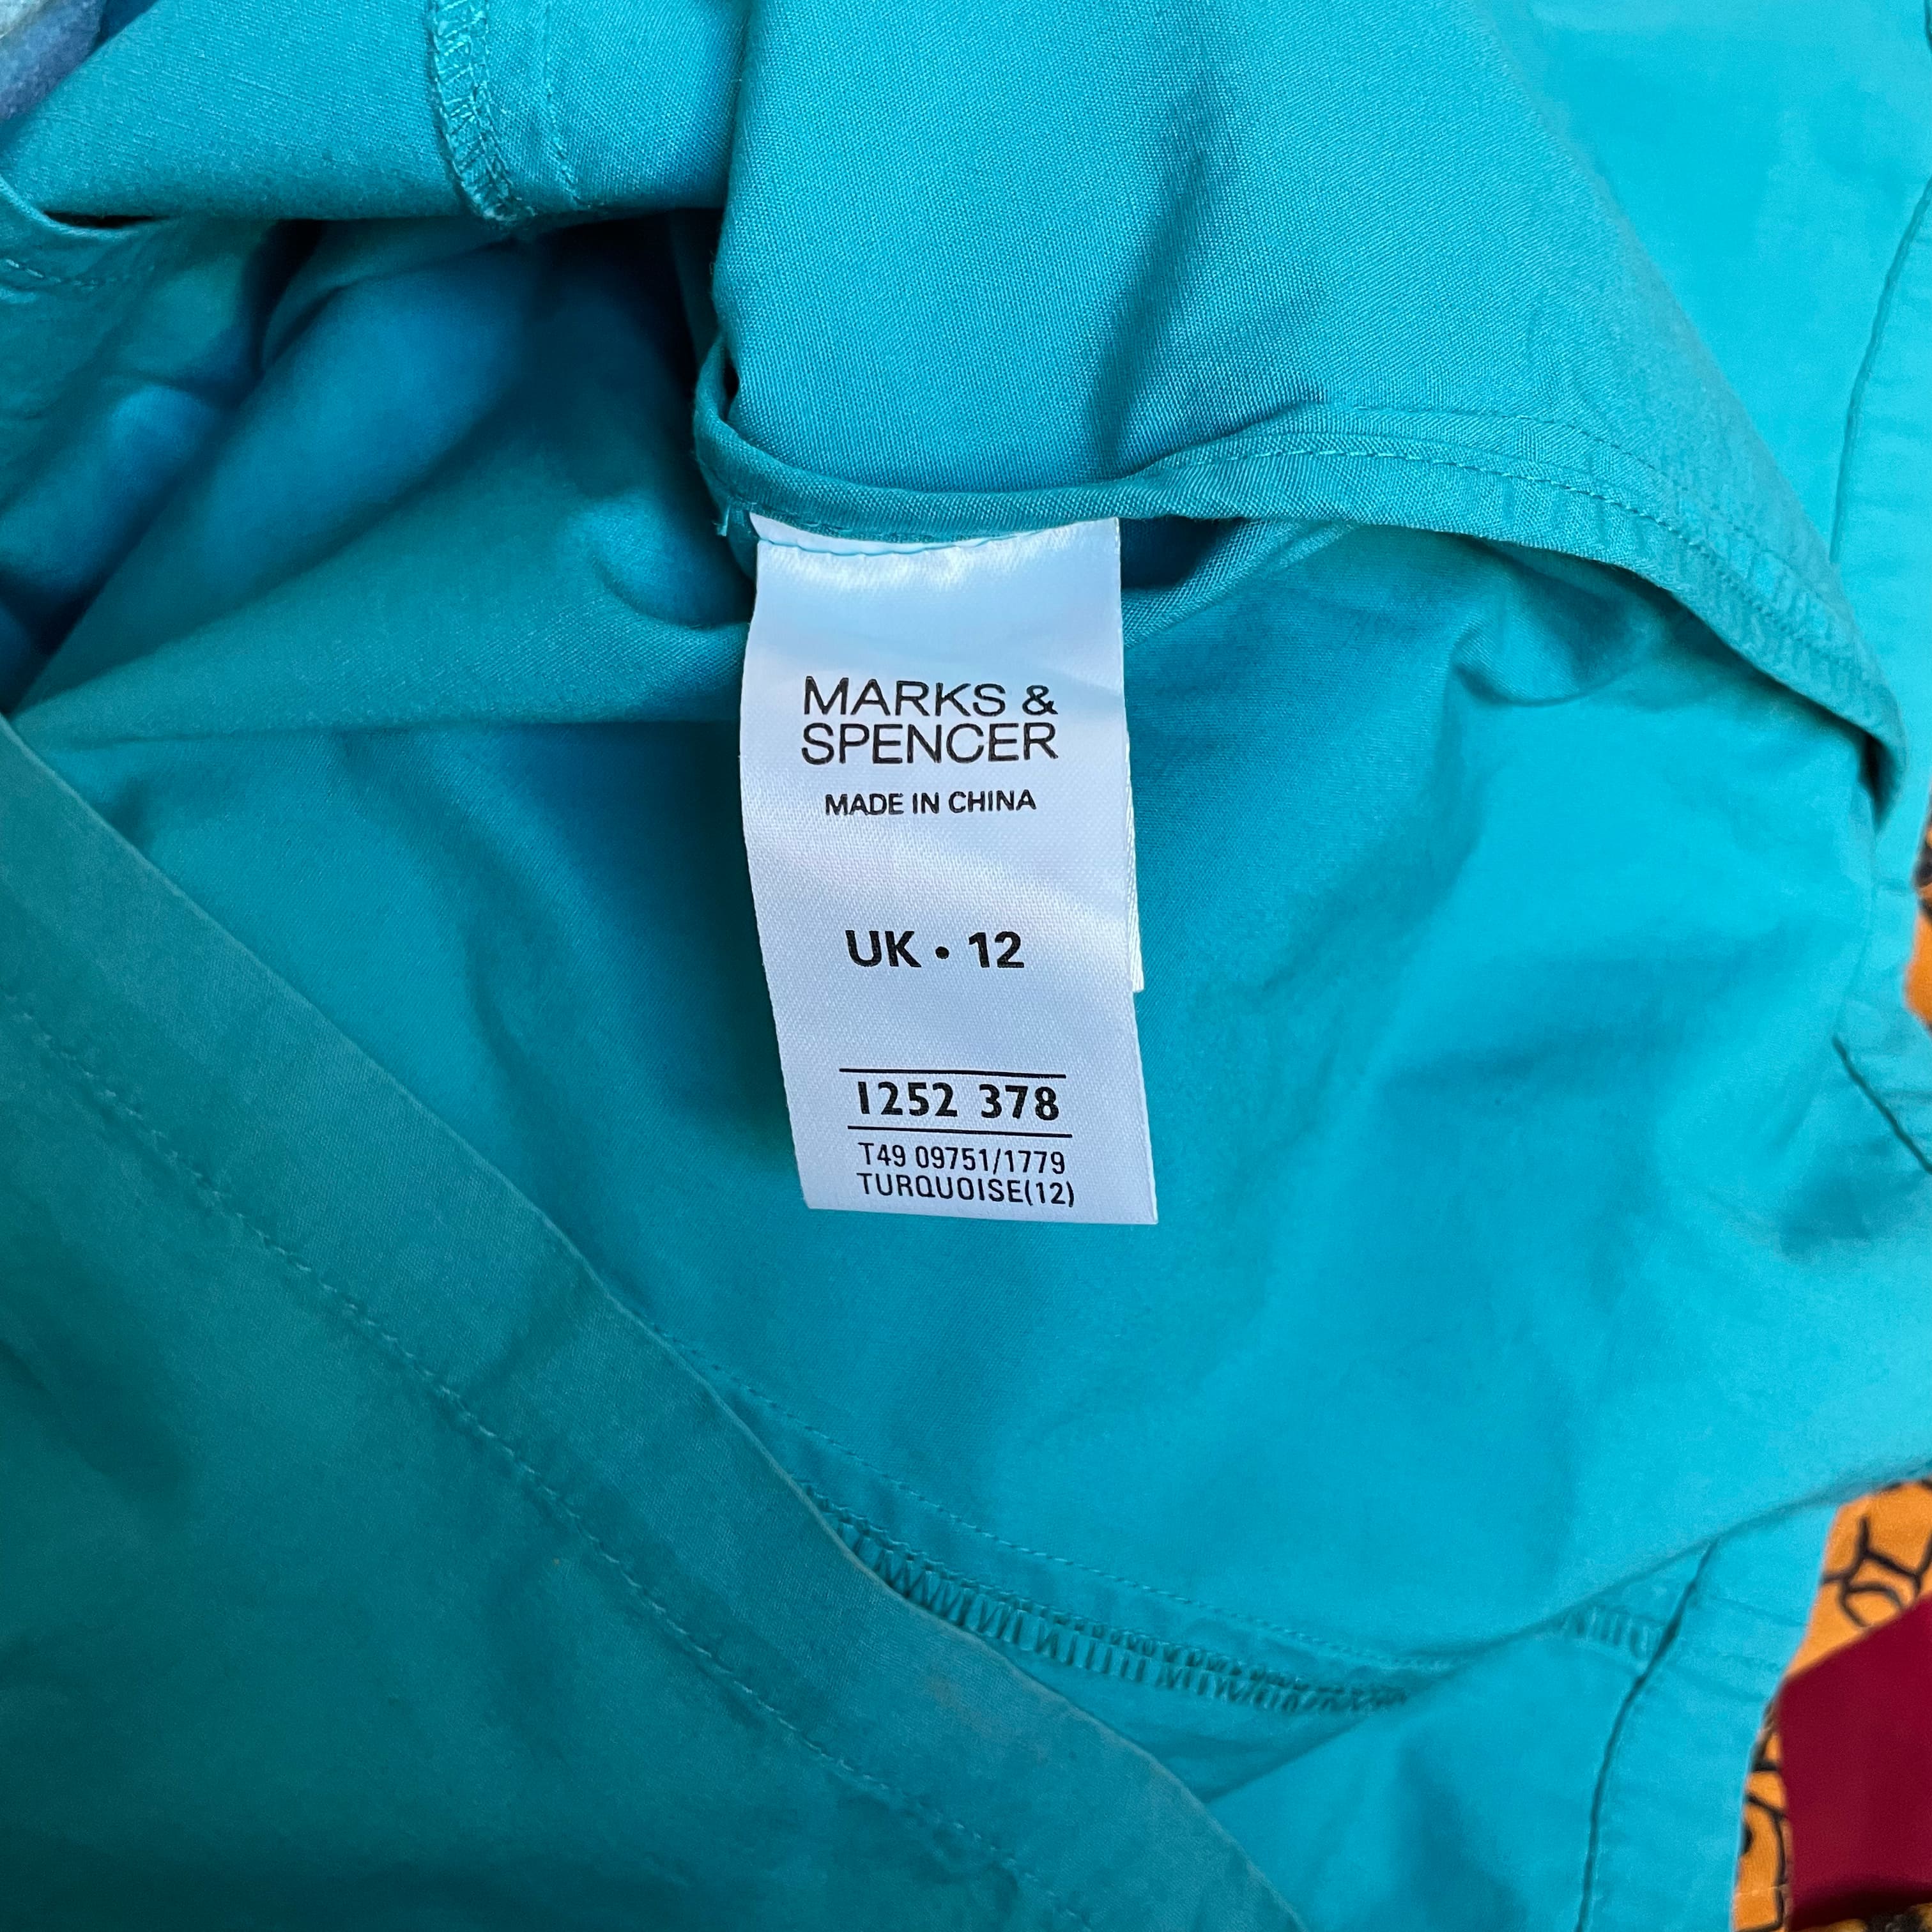 MARKS &
SPENCER
MADE IN CHINA
UK • 12
1252 378
T49 09751/1779
TURQUOISE(12)